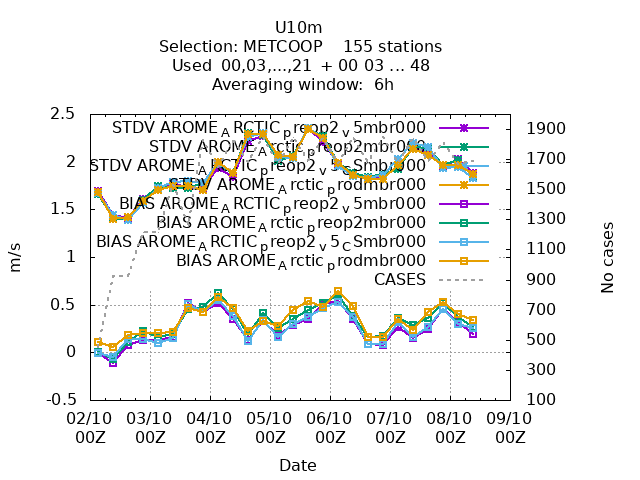 U10m
Selection: METCOOP 155 stations
Used 00,03,...,21 + 00 03 ... 48
Averaging window: 6h
2.5
2
1.5
1
0.5
0
-0.5
m/s
STDV AROME_ARCTIC_preop2_v5mbr000
STDV AROME_Arctic_preop2mbr000
STDV AROME_ARCTIC_preop2_v5_CSmbr000
STDV AROME_Arctic_prodmbr000
BIAS AROME_ARCTIC_preop2_v5mbr000
BIAS AROME_Arctic_preop2mbr000
BIAS AROME_ARCTIC_preop2_v5_CSmbr000
BIAS AROME_Arctic_prodmbr000
CASES
1900
1700
1500
1300
1100
900
700
500
300
100
No cases
02/10 03/10 04/10 05/10 06/10 07/10 08/10 09/10
00Z 00Z 00Z 00Z 00Z 00Z 00Z 00Z
Date